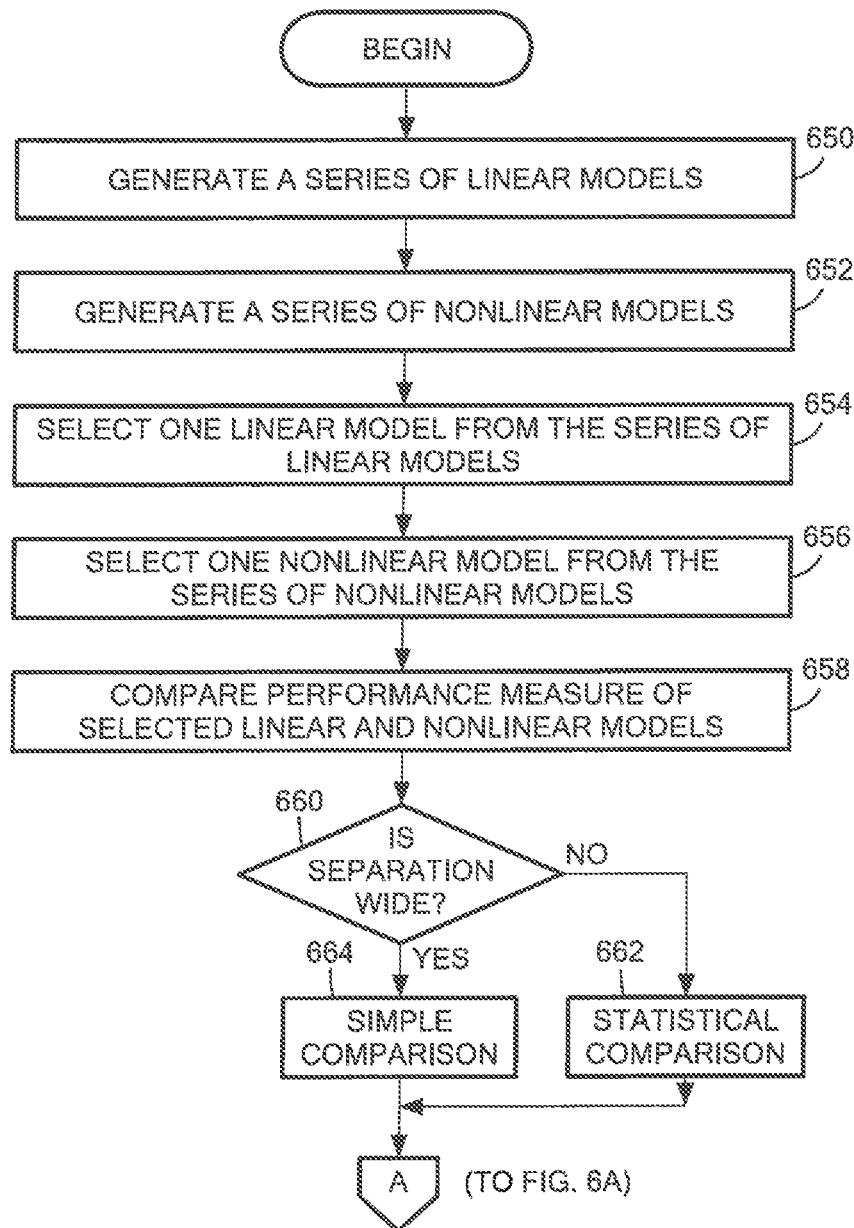 BEGIN
650
GENERATE A SERIES OF LINEAR MODELS
652
GENERATE A SERIES OF NONLINEAR MODELS
654
SELECT ONE LINEAR MODEL FROM THE SERIES OF
LINEAR MODELS
656
SELECT ONE NONLINEAR MODEL FROM THE
SERIES OF NONLINEAR MODELS
658
COMPARE PERFORMANCE MEASURE OF
SELECTED LINEAR AND NONLINEAR MODELS
660
IS
SEPARATION
WIDE?
NO
YES
664
SIMPLE
COMPARISON
662
STATISTICAL
COMPARISON
A (TO FIG. 6A)